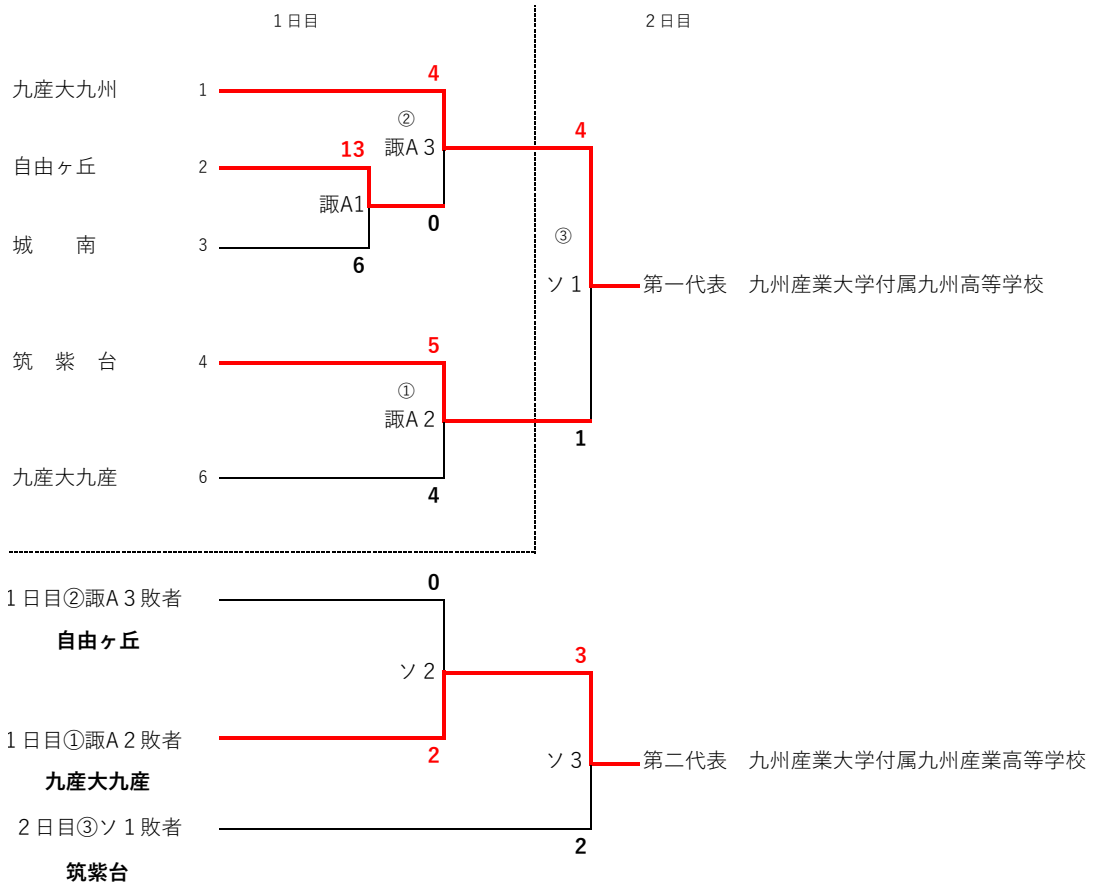 １日目 ２日目
九産大九州 1 4
② 4
諏A３
自由ヶ丘 2 13
諏A1 0
③
城　　南 3 6
ソ１ 第一代表　九州産業大学付属九州高等学校
筑　紫　台 4 5
①
諏A２ 1
九産大九産 6 4
１日目②諏A３敗者 0
自由ヶ丘
ソ２ 3
１日目①諏A２敗者 2
ソ３ 第二代表　九州産業大学付属九州産業高等学校
九産大九産
２日目③ソ１敗者 2
筑紫台